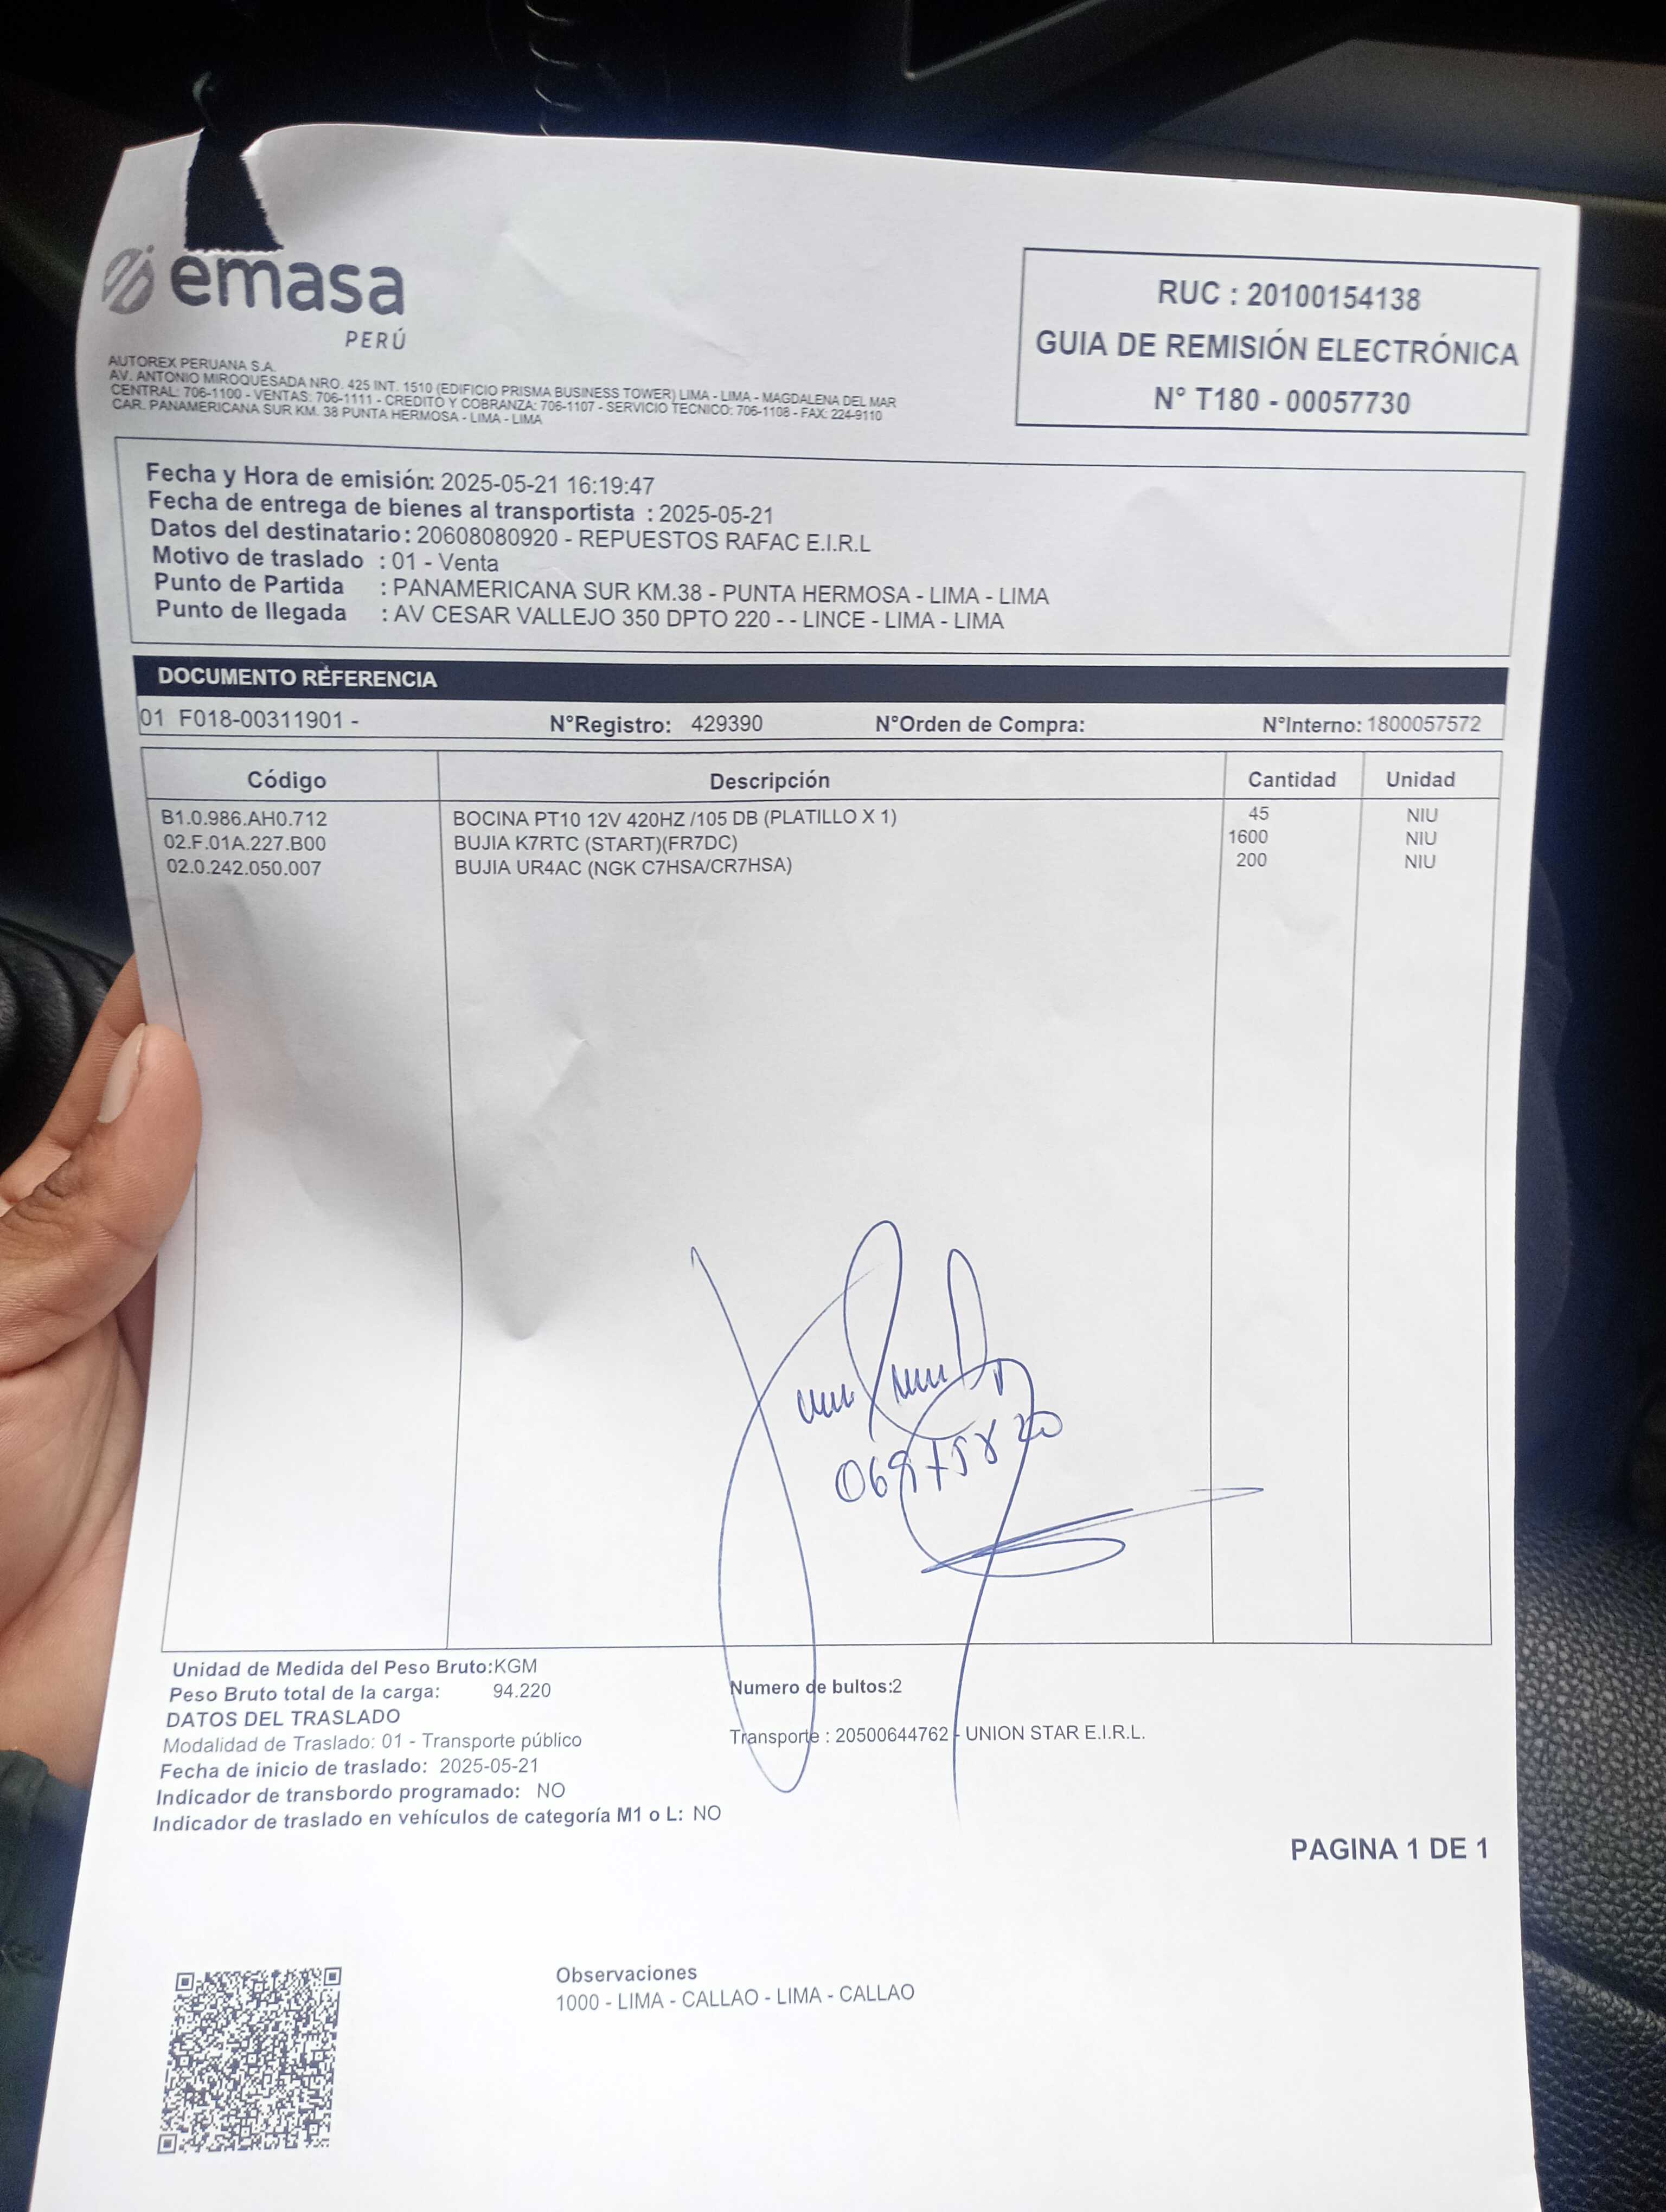 emasa
PERÚ
AUTOREX PERUANA S.A.
AV. ANTONIO MIROQUESADA NRO. 425 INT. 1510 (EDIFICIO PRISMA BUSINESS TOWER) LIMA - LIMA - MAGDALENA DEL MAR
CENTRAL: 706-1100 - VENTAS: 706-1111 - CREDITO Y COBRANZA: 706-1107 - SERVICIO TECNICO: 706-1108 - FAX: 224-9110
CAR. PANAMERICANA SUR KM. 38 PUNTA HERMOSA - LIMA - LIMA
RUC : 20100154138
GUIA DE REMISIÓN ELECTRÓNICA
N° T180 - 00057730
Fecha y Hora de emisión: 2025-05-21 16:19:47
Fecha de entrega de bienes al transportista : 2025-05-21
Datos del destinatario: 20608080920 - REPUESTOS RAFAC E.I.R.L
Motivo de traslado : 01 - Venta
Punto de Partida : PANAMERICANA SUR KM.38 - PUNTA HERMOSA - LIMA - LIMA
Punto de llegada : AV CESAR VALLEJO 350 DPTO 220 - - LINCE - LIMA - LIMA
DOCUMENTO REFERENCIA
01 F018-00311901 - N°Registro: 429390 N°Orden de Compra: N°Interno: 1800057572
Código Descripción Cantidad Unidad
B1.0.986.AH0.712 BOCINA PT10 12V 420HZ /105 DB (PLATILLO X 1) 45 NIU
02.F.01A.227.B00 BUJIA K7RTC (START)(FR7DC) 1600 NIU
02.0.242.050.007 BUJIA UR4AC (NGK C7HSA/CR7HSA) 200 NIU
Unidad de Medida del Peso Bruto:KGM
Peso Bruto total de la carga: 94.220 Numero de bultos:2
DATOS DEL TRASLADO
Modalidad de Traslado: 01 - Transporte público Transporte : 20500644762 - UNION STAR E.I.R.L.
Fecha de inicio de traslado: 2025-05-21
Indicador de transbordo programado: NO
Indicador de traslado en vehículos de categoría M1 o L: NO
PAGINA 1 DE 1
Observaciones
1000 - LIMA - CALLAO - LIMA - CALLAO